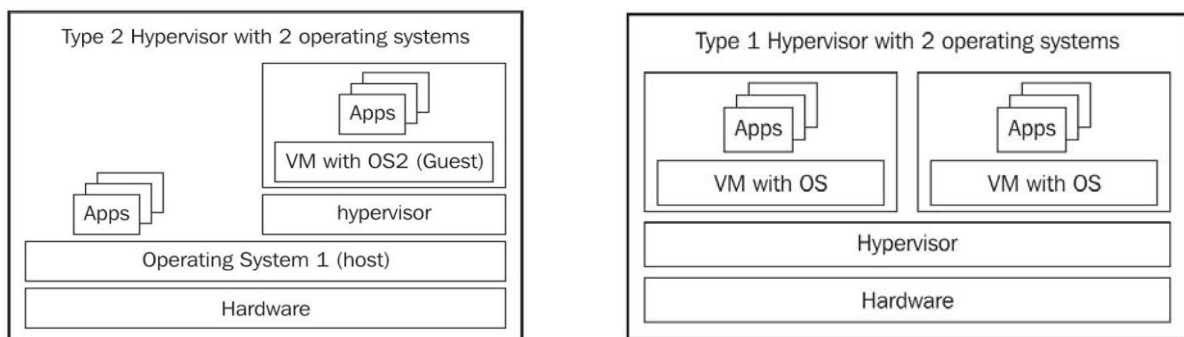 Type 2 Hypervisor with 2 operating systems
Apps
VM with OS2 (Guest)
Apps
hypervisor
Operating System 1 (host)
Hardware
Type 1 Hypervisor with 2 operating systems
Apps
Apps
VM with OS
VM with OS
Hypervisor
Hardware